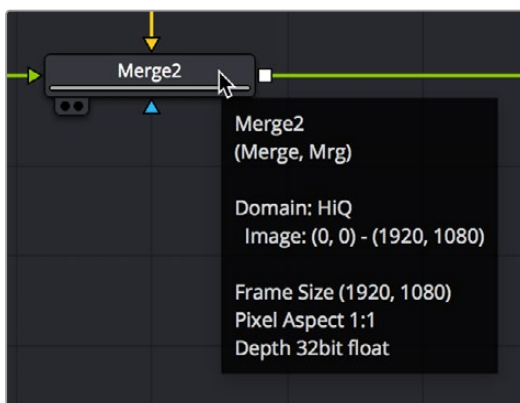 Merge2
Merge2
(Merge, Mrg)
Domain: HiQ
Image: (0, 0) - (1920, 1080)
Frame Size (1920, 1080)
Pixel Aspect 1:1
Depth 32bit float